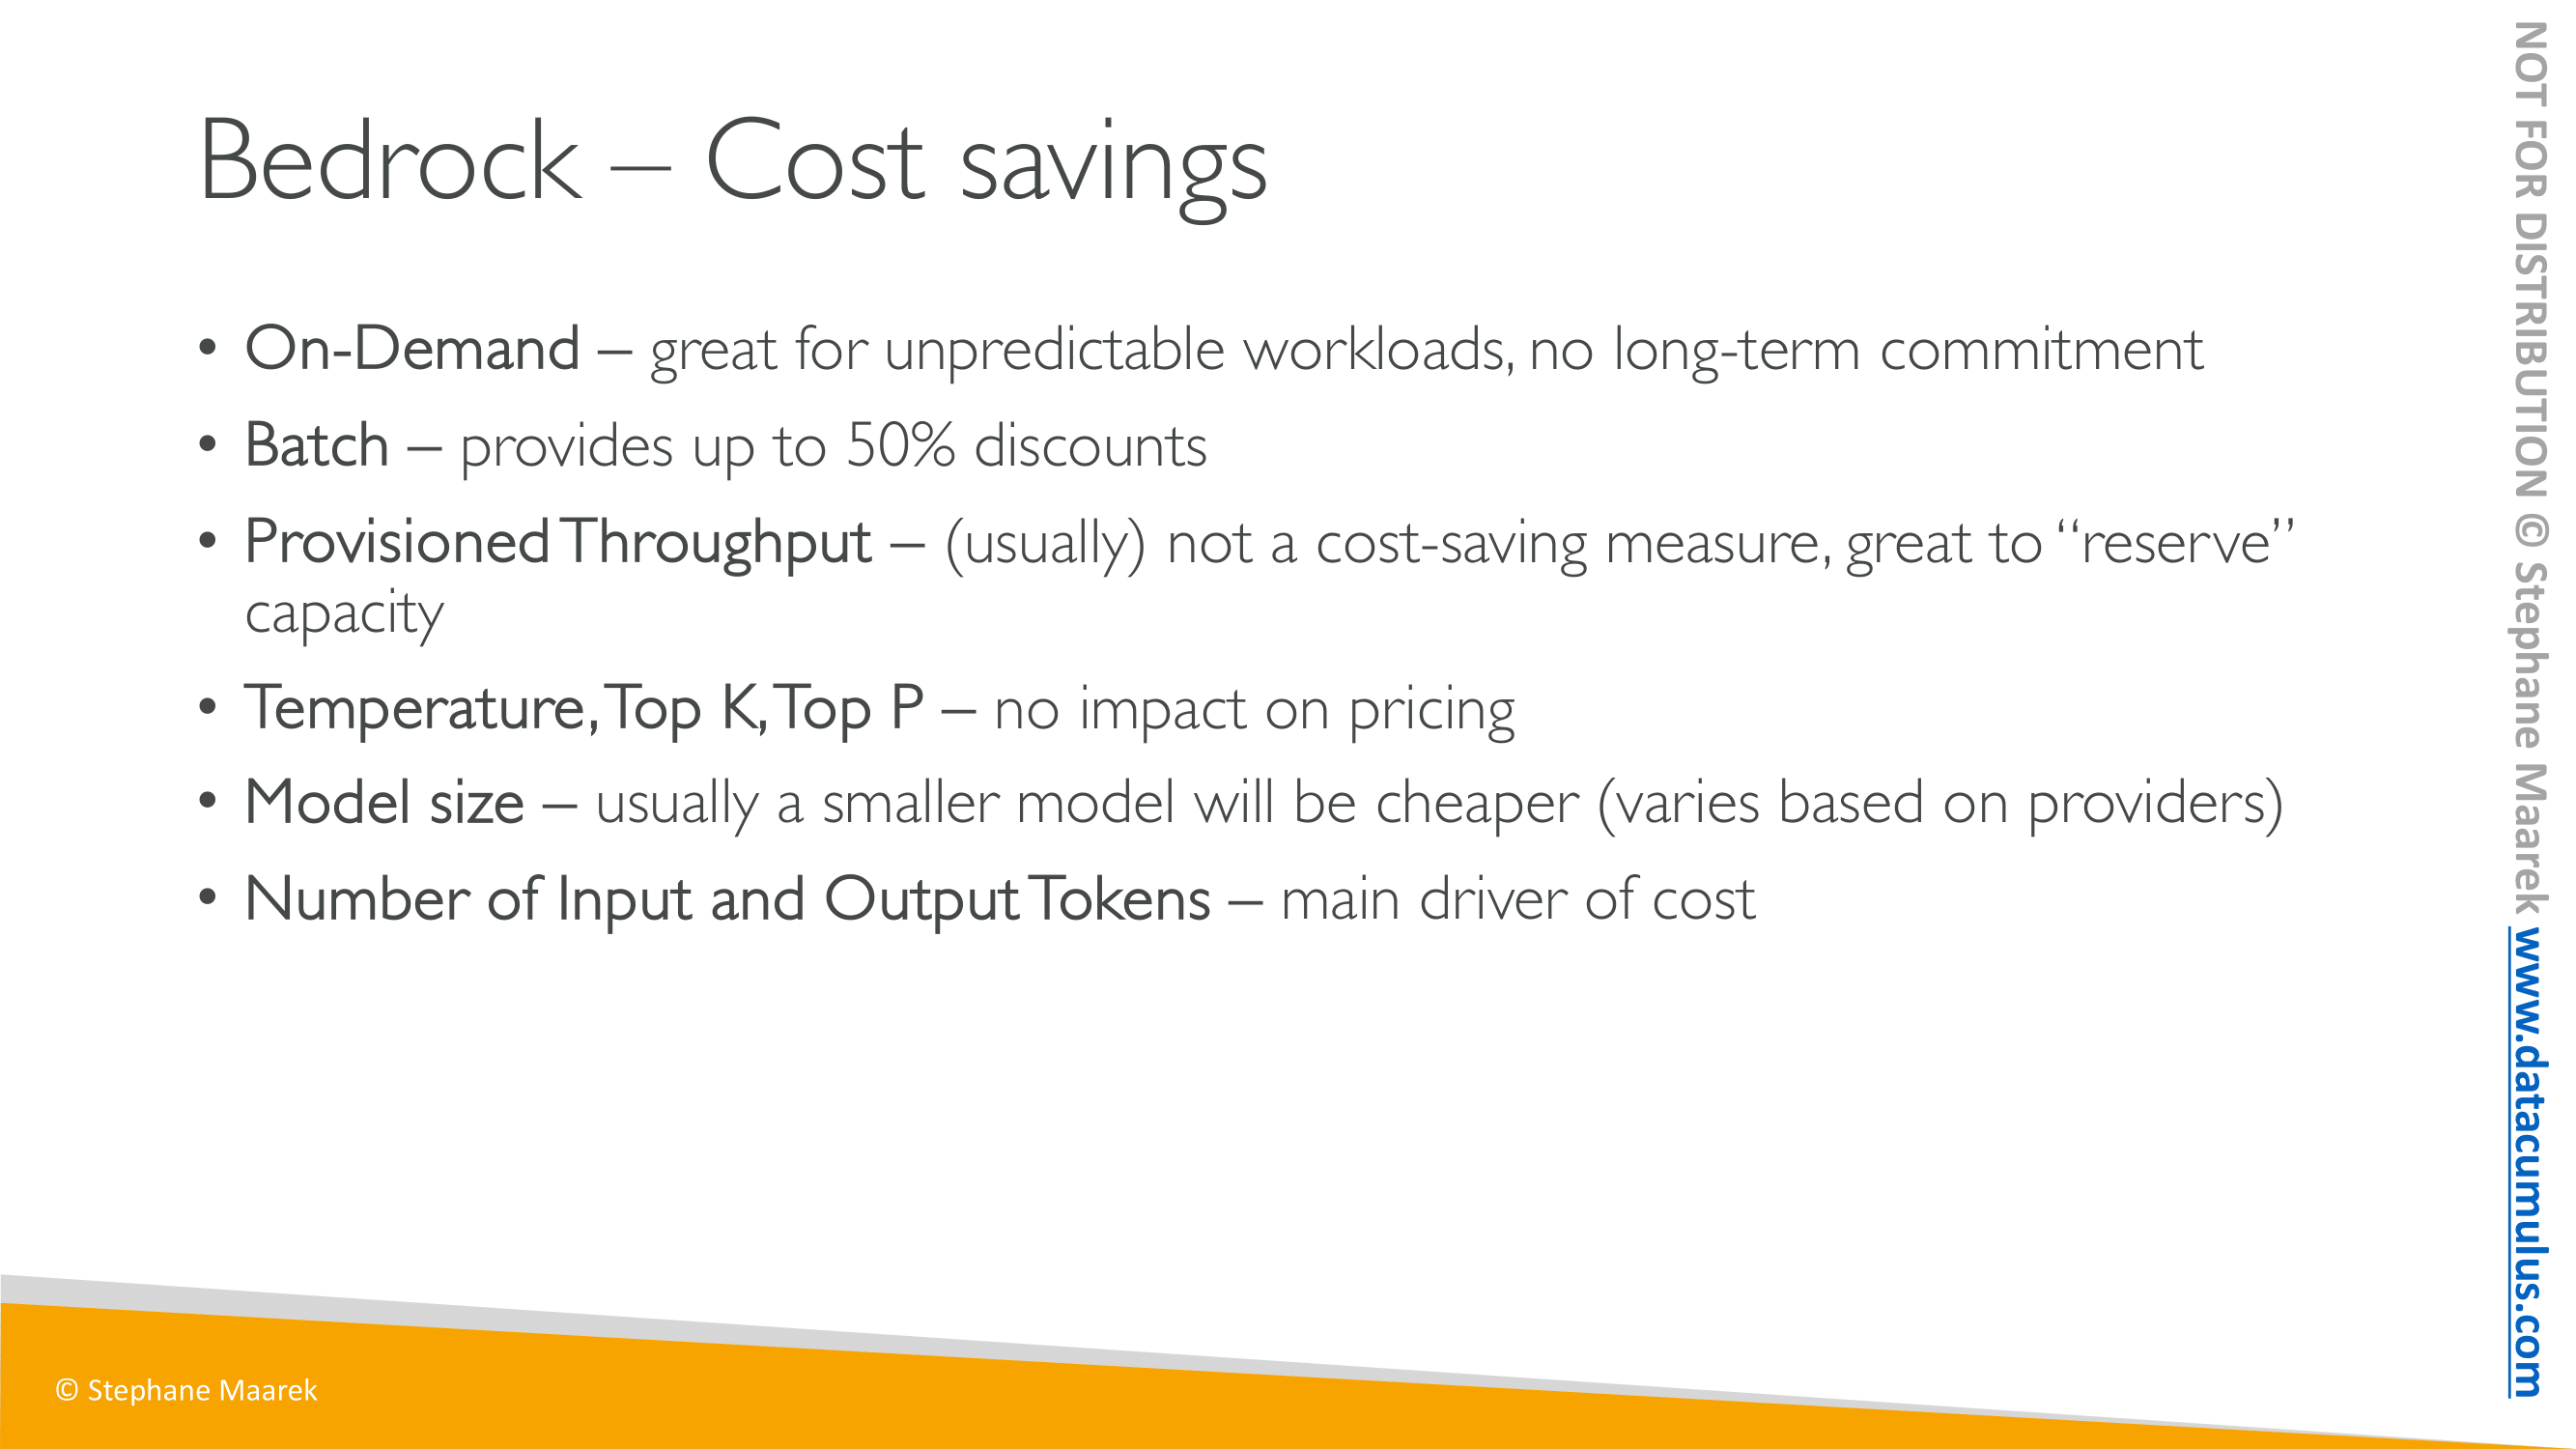 Bedrock – Cost savings
• On-Demand – great for unpredictable workloads, no long-term commitment
• Batch – provides up to 50% discounts
• Provisioned Throughput – (usually) not a cost-saving measure, great to “reserve”
capacity
• Temperature, Top K, Top P – no impact on pricing
• Model size – usually a smaller model will be cheaper (varies based on providers)
• Number of Input and Output Tokens – main driver of cost
© Stephane Maarek
NOT FOR DISTRIBUTION © Stephane Maarek www.datacumulus.com